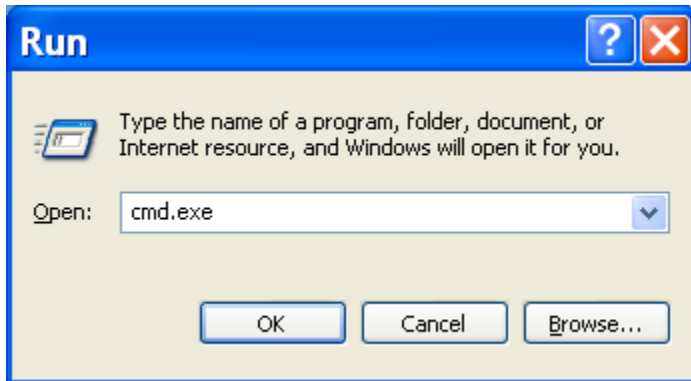 Run
Type the name of a program, folder, document, or
Internet resource, and Windows will open it for you.
Open: cmd.exe
OK Cancel Browse...